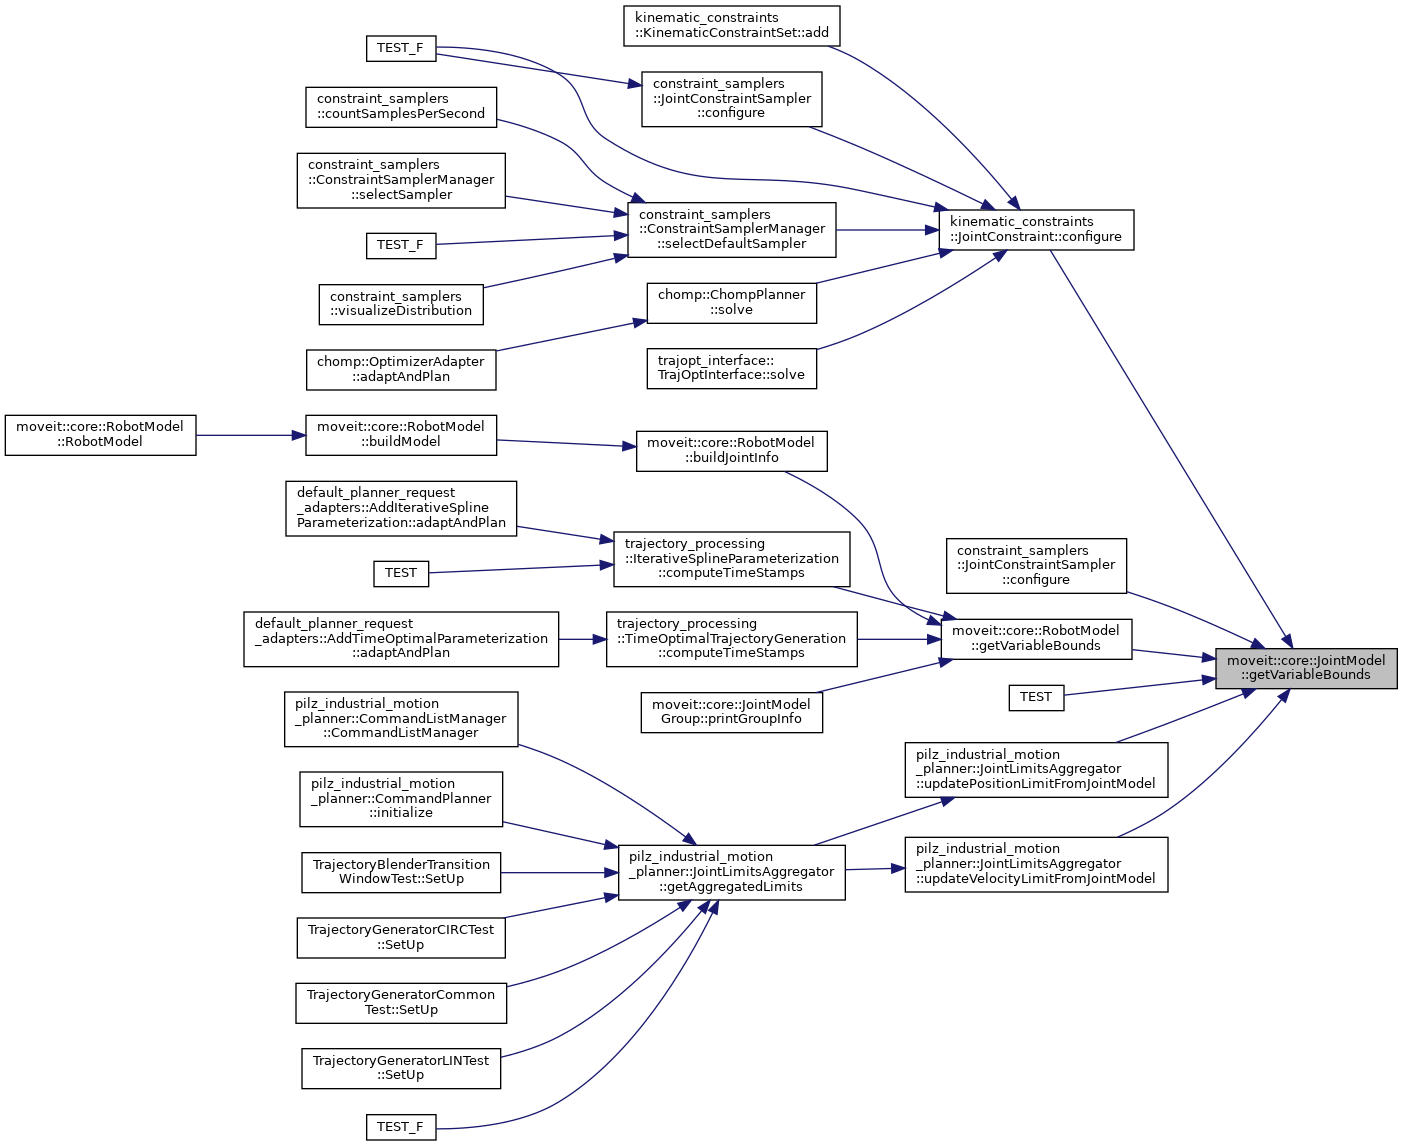 kinematic_constraints
::KinematicConstraintSet::add
TEST_F
constraint_samplers
::JointConstraintSampler
::configure
constraint_samplers
::countSamplesPerSecond
constraint_samplers
::ConstraintSamplerManager
::selectSampler
constraint_samplers
::ConstraintSamplerManager
::selectDefaultSampler
kinematic_constraints
::JointConstraint::configure
TEST_F
constraint_samplers
::visualizeDistribution
chomp::ChompPlanner
::solve
chomp::OptimizerAdapter
::adaptAndPlan
trajopt_interface::
TrajOptInterface::solve
moveit::core::RobotModel
::RobotModel
moveit::core::RobotModel
::buildModel
moveit::core::RobotModel
::buildJointInfo
default_planner_request
_adapters::AddIterativeSpline
Parameterization::adaptAndPlan
trajectory_processing
::IterativeSplineParameterization
::computeTimeStamps
constraint_samplers
::JointConstraintSampler
::configure
TEST
default_planner_request
_adapters::AddTimeOptimalParameterization
::adaptAndPlan
trajectory_processing
::TimeOptimalTrajectoryGeneration
::computeTimeStamps
moveit::core::RobotModel
::getVariableBounds
moveit::core::JointModel
::getVariableBounds
TEST
moveit::core::JointModel
Group::printGroupInfo
pilz_industrial_motion
_planner::CommandListManager
::CommandListManager
pilz_industrial_motion
_planner::JointLimitsAggregator
::updatePositionLimitFromJointModel
pilz_industrial_motion
_planner::CommandPlanner
::initialize
pilz_industrial_motion
_planner::JointLimitsAggregator
::getAggregatedLimits
pilz_industrial_motion
_planner::JointLimitsAggregator
::updateVelocityLimitFromJointModel
TrajectoryBlenderTransition
WindowTest::SetUp
TrajectoryGeneratorCIRCTest
::SetUp
TrajectoryGeneratorCommon
Test::SetUp
TrajectoryGeneratorLINTest
::SetUp
TEST_F